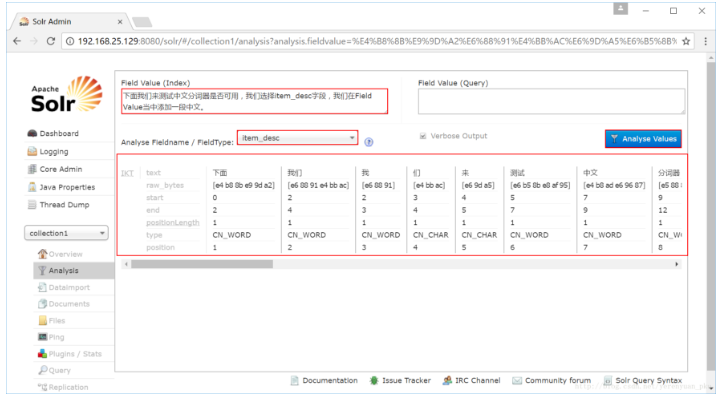 Solr Admin
192.168.25.129:8080/solr/#/collection1/analysis?analysis.fieldvalue=%E4%B8%8B%E9%9D%A2%E6%88%91%E4%BB%AC%E6%9D%A5%E6%B5%8B%
Apache
Solr
Dashboard
Logging
Core Admin
Java Properties
Thread Dump
collection1
Overview
Analysis
Dataimport
Documents
Files
Ping
Plugins / Stats
Query
Replication
Field Value (Index)
下面我们来测试中文分词器是否可用,我们选择item_desc字段,我们在Field
Value当中添加一段中文。
Field Value (Query)
Analyse Fieldname / FieldType: item_desc
Verbose Output
Analyse Values
IKT text 下面 我们 我 们 来 测试 中文 分词器
raw_bytes [e4 b8 8b e9 9d a2] [e6 88 91 e4 bb ac] [e6 88 91] [e4 bb ac] [e6 9d a5] [e6 b5 8b e8 af 95] [e4 b8 ad e6 96 87] [e5 88
start 0 2 2 3 4 5 7 9
end 2 4 3 4 5 7 9 12
positionLength 1 1 1 1 1 1 1 1
type CN_WORD CN_WORD CN_WORD CN_CHAR CN_CHAR CN_WORD CN_WORD CN_W
position 1 2 3 4 5 6 7 8
Documentation Issue Tracker IRC Channel Community forum Solr Query Syntax